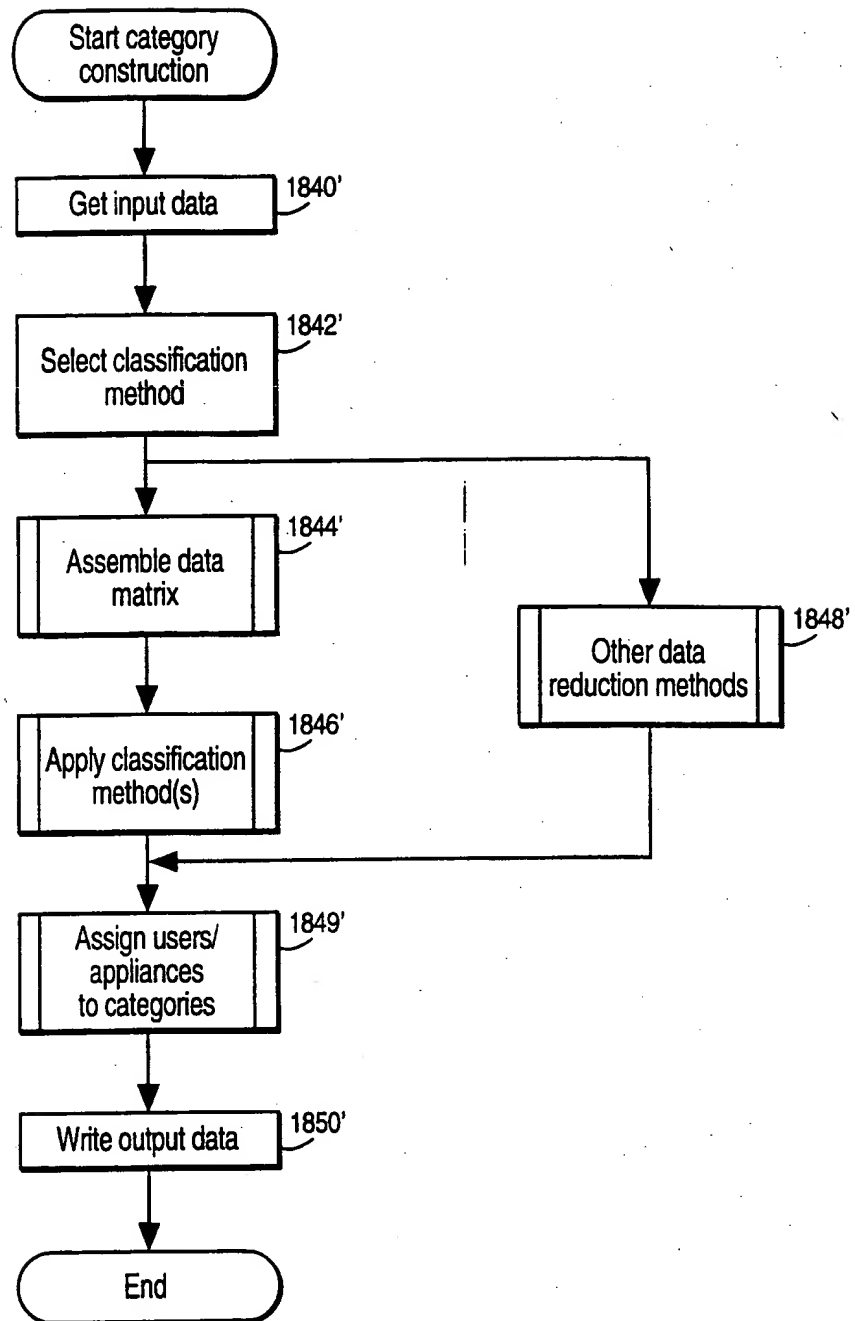 Start category
construction
Get input data
1840'
Select classification
method
1842'
Assemble data
matrix
1844'
Other data
reduction methods
1848'
Apply classification
method(s)
1846'
Assign users/
appliances
to categories
1849'
Write output data
1850'
End